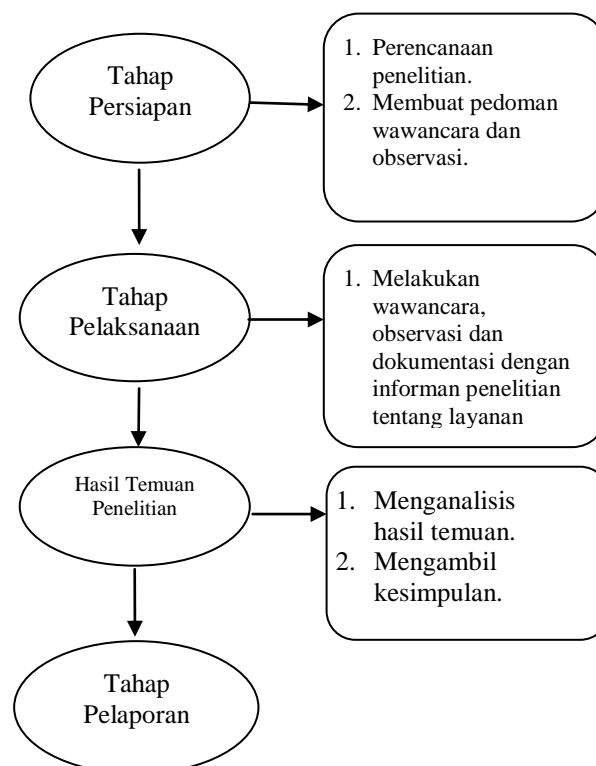 Tahap
Persiapan
1. Perencanaan
penelitian.
2. Membuat pedoman
wawancara dan
observasi.
Tahap
Pelaksanaan
1. Melakukan
wawancara,
observasi dan
dokumentasi dengan
informan penelitian
tentang layanan
Hasil Temuan
Penelitian
1. Menganalisis
hasil temuan.
2. Mengambil
kesimpulan.
Tahap
Pelaporan